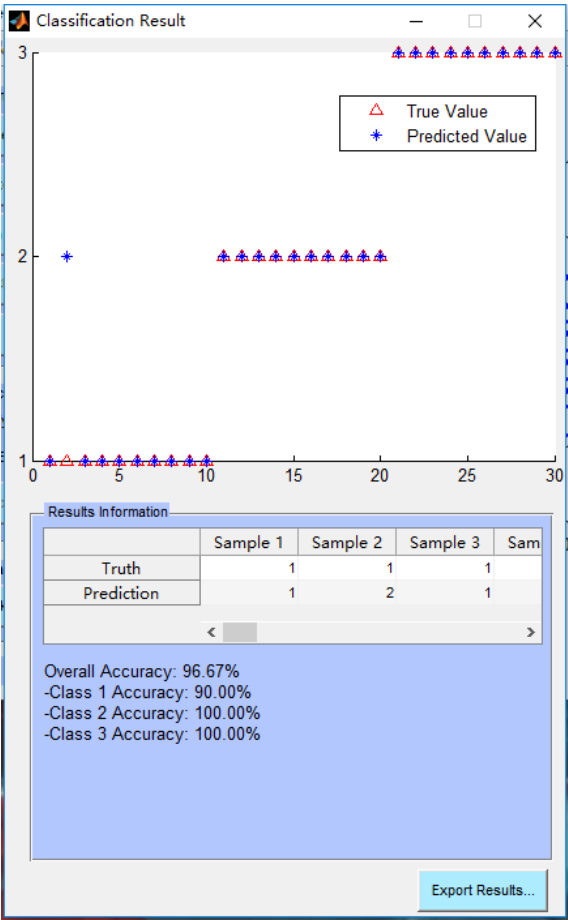 Classification Result
3
True Value
Predicted Value
2
1
0 5 10 15 20 25 30
Results Information
Sample 1 Sample 2 Sample 3 Sam
Truth 1 1 1
Prediction 1 2 1
Overall Accuracy: 96.67%
-Class 1 Accuracy: 90.00%
-Class 2 Accuracy: 100.00%
-Class 3 Accuracy: 100.00%
Export Results...